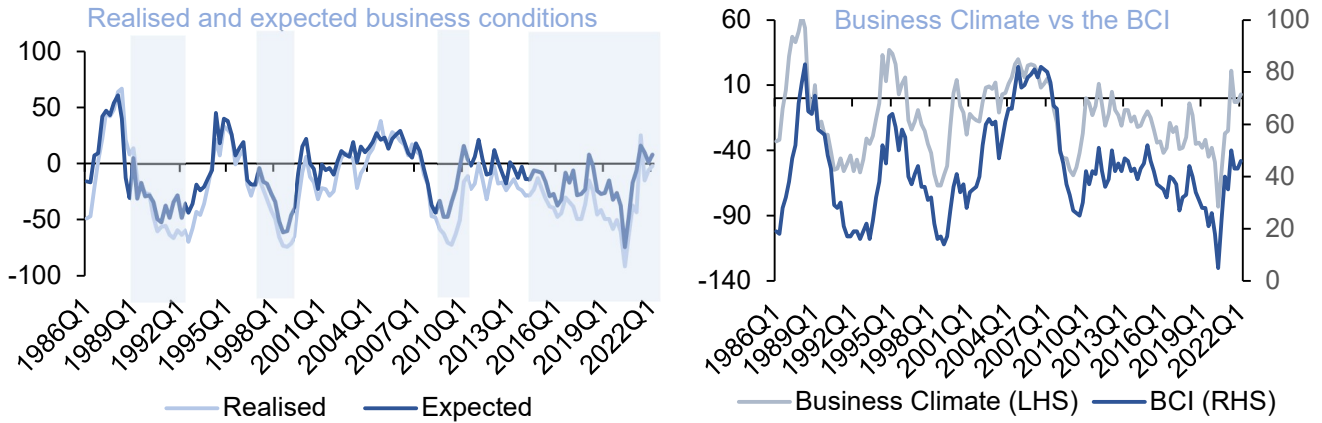 Realised and expected business conditions
100
50
0
-50
-100
1986Q1
1989Q1
1992Q1
1995Q1
1998Q1
2001Q1
2004Q1
2007Q1
2010Q1
2013Q1
2016Q1
2019Q1
2022Q1
Realised Expected
Business Climate vs the BCI
60
10
-40
-90
-140
100
80
60
40
20
0
1986Q1
1989Q1
1992Q1
1995Q1
1998Q1
2001Q1
2004Q1
2007Q1
2010Q1
2013Q1
2016Q1
2019Q1
2022Q1
Business Climate (LHS) BCI (RHS)